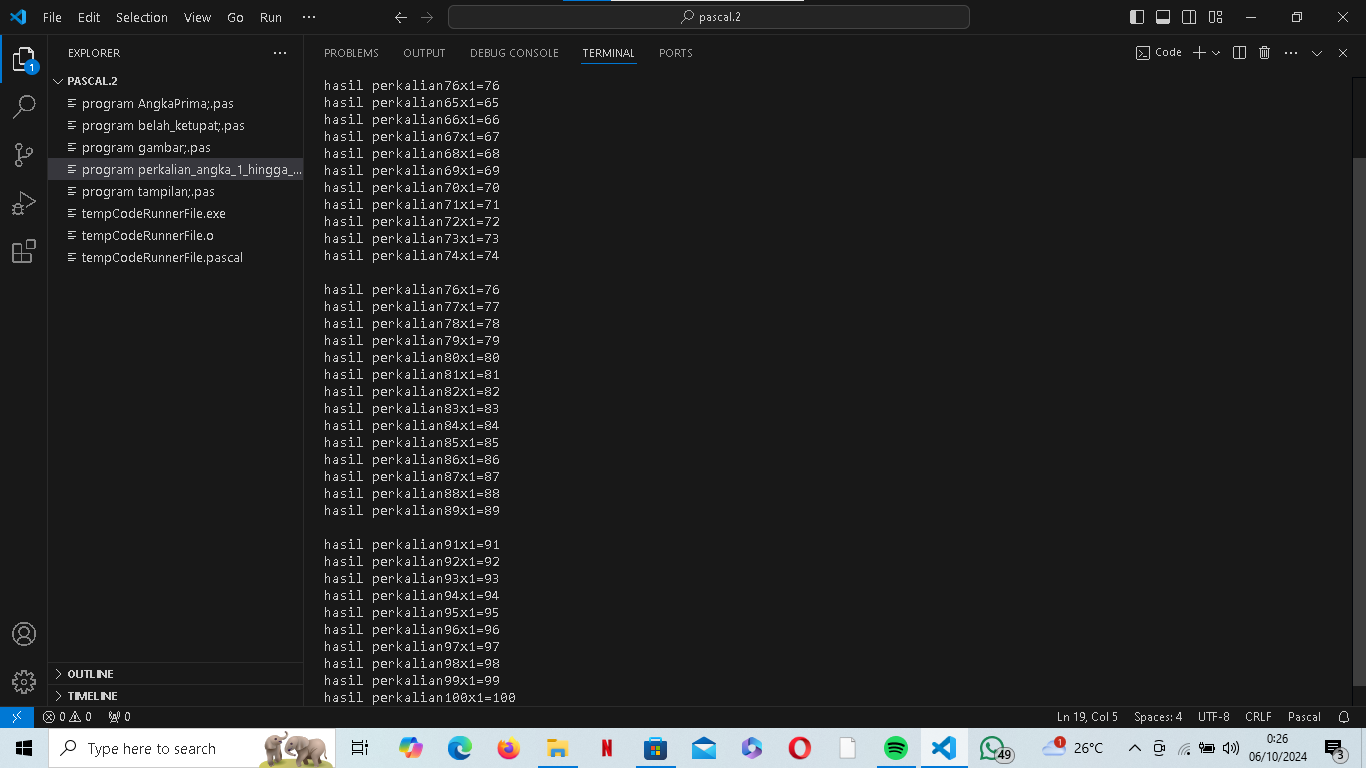 File Edit Selection View Go Run ··· pascal.2
EXPLORER ···
PASCAL.2
program AngkaPrima;.pas
program belah_ketupat;.pas
program gambar;.pas
program perkalian_angka_1_hingga_...
program tampilan;.pas
tempCodeRunnerFile.exe
tempCodeRunnerFile.o
tempCodeRunnerFile.pascal
OUTLINE
TIMELINE
1
PROBLEMS OUTPUT DEBUG CONSOLE TERMINAL PORTS Code ···
hasil perkalian76x1=76
hasil perkalian65x1=65
hasil perkalian66x1=66
hasil perkalian67x1=67
hasil perkalian68x1=68
hasil perkalian69x1=69
hasil perkalian70x1=70
hasil perkalian71x1=71
hasil perkalian72x1=72
hasil perkalian73x1=73
hasil perkalian74x1=74
hasil perkalian76x1=76
hasil perkalian77x1=77
hasil perkalian78x1=78
hasil perkalian79x1=79
hasil perkalian80x1=80
hasil perkalian81x1=81
hasil perkalian82x1=82
hasil perkalian83x1=83
hasil perkalian84x1=84
hasil perkalian85x1=85
hasil perkalian86x1=86
hasil perkalian87x1=87
hasil perkalian88x1=88
hasil perkalian89x1=89
hasil perkalian91x1=91
hasil perkalian92x1=92
hasil perkalian93x1=93
hasil perkalian94x1=94
hasil perkalian95x1=95
hasil perkalian96x1=96
hasil perkalian97x1=97
hasil perkalian98x1=98
hasil perkalian99x1=99
hasil perkalian100x1=100
0 0 0 Ln 19, Col 5 Spaces: 4 UTF-8 CRLF Pascal
Type here to search N 49 1 26°C 0:26
06/10/2024 3